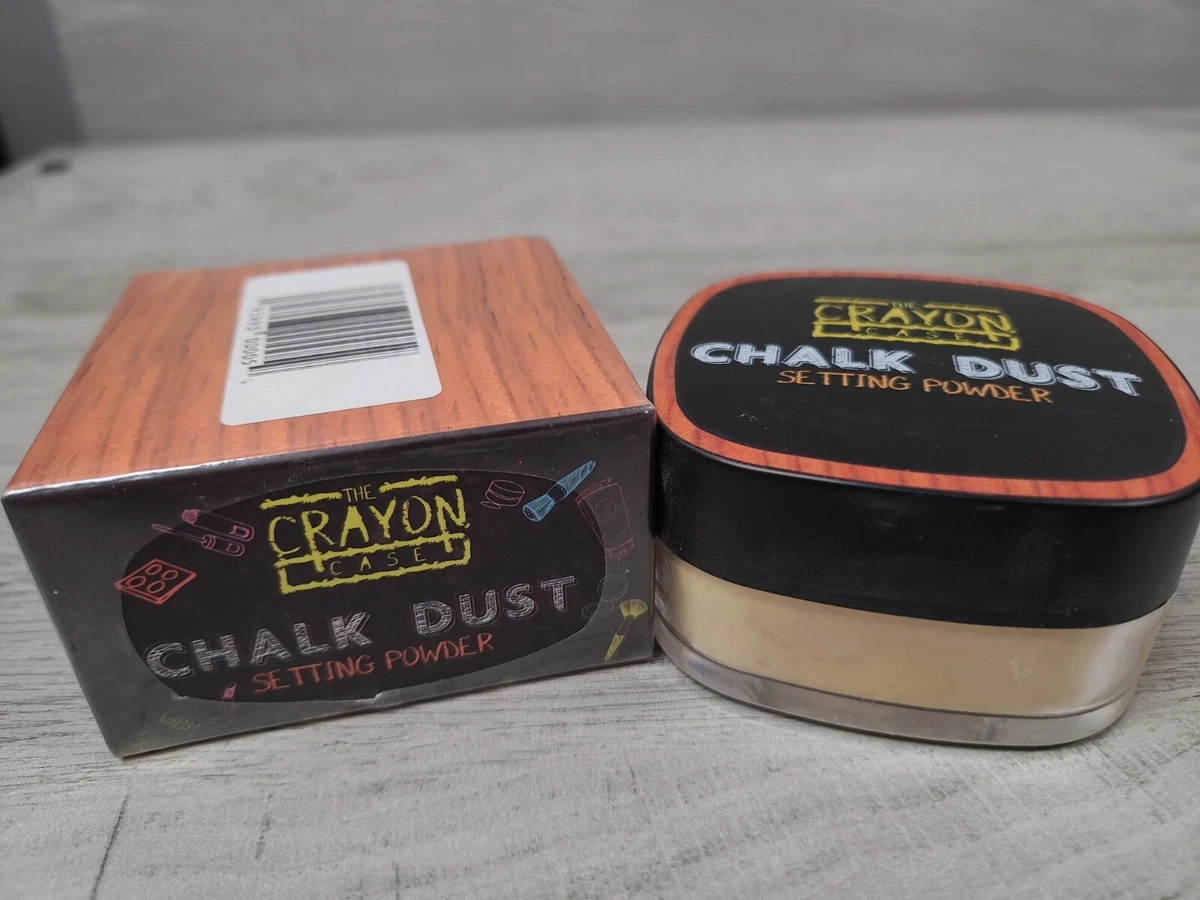 THE
CRAYON
CASE
CHALK DUST
SETTING POWDER
THE
CRAYON
CASE
CHALK DUST
SETTING POWDER